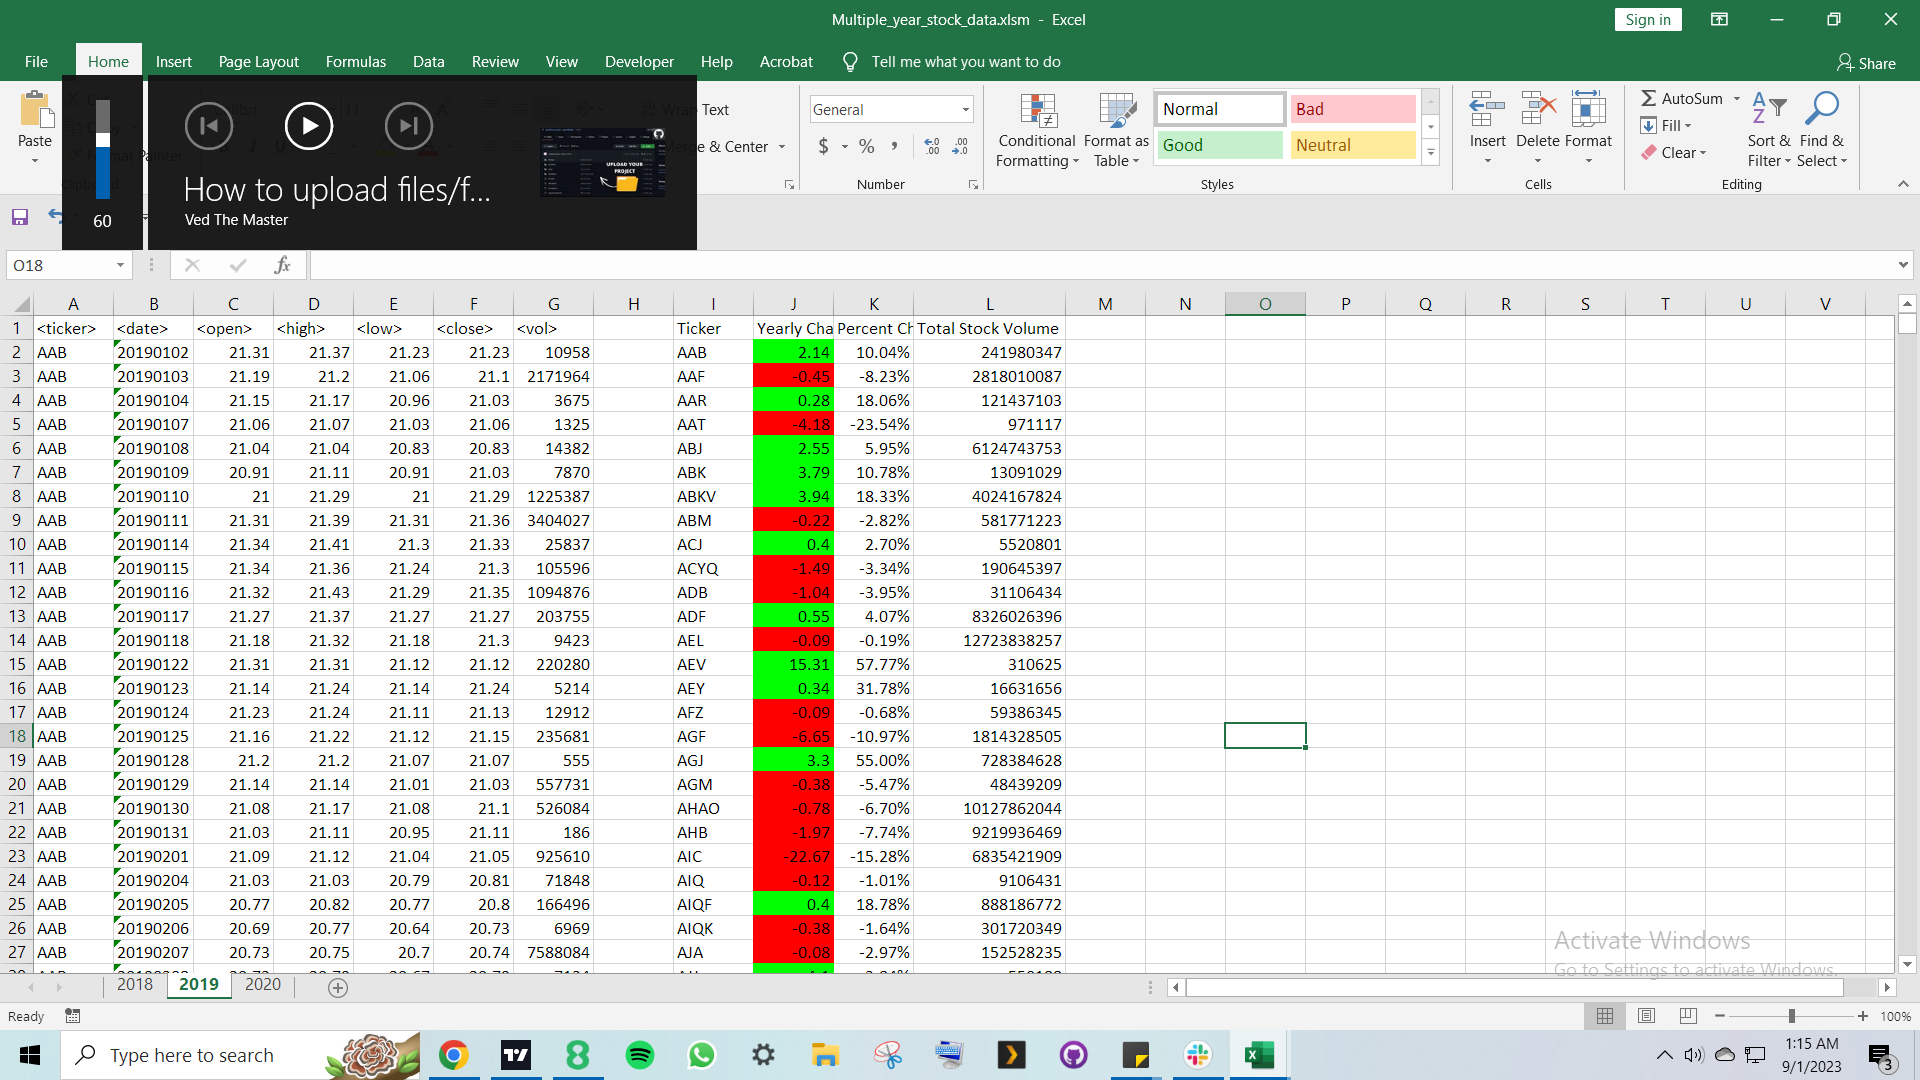 Multiple_year_stock_data.xlsm - Excel
Sign in
File Home Insert Page Layout Formulas Data Review View Developer Help Acrobat Tell me what you want to do Share
Paste
How to upload files/f...
Ved The Master
60
UPLOAD YOUR PROJECT
Text
& Center
General
$ % ,
Number
Conditional Formatting
Format as Table
Normal Bad
Good Neutral
Styles
Insert Delete Format
Cells
AutoSum
Fill
Clear
Sort & Filter
Find & Select
Editing
O18 fx
A B C D E F G H I J K L M N O P Q R S T U V
1 <ticker> <date> <open> <high> <low> <close> <vol> Ticker Yearly Cha Percent Ch Total Stock Volume
2 AAB 20190102 21.31 21.37 21.23 21.23 10958 AAB 2.14 10.04% 241980347
3 AAB 20190103 21.19 21.2 21.06 21.1 2171964 AAF -0.45 -8.23% 2818010087
4 AAB 20190104 21.15 21.17 20.96 21.03 3675 AAR 0.28 18.06% 121437103
5 AAB 20190107 21.06 21.07 21.03 21.06 1325 AAT -4.18 -23.54% 971117
6 AAB 20190108 21.04 21.04 20.83 20.83 14382 ABJ 2.55 5.95% 6124743753
7 AAB 20190109 20.91 21.11 20.91 21.03 7870 ABK 3.79 10.78% 13091029
8 AAB 20190110 21 21.29 21 21.29 1225387 ABKV 3.94 18.33% 4024167824
9 AAB 20190111 21.31 21.39 21.31 21.36 3404027 ABM -0.22 -2.82% 581771223
10 AAB 20190114 21.34 21.41 21.3 21.33 25837 ACJ 0.4 2.70% 5520801
11 AAB 20190115 21.34 21.36 21.24 21.3 105596 ACYQ -1.49 -3.34% 190645397
12 AAB 20190116 21.32 21.43 21.29 21.35 1094876 ADB -1.04 -3.95% 31106434
13 AAB 20190117 21.27 21.37 21.27 21.27 203755 ADF 0.55 4.07% 8326026396
14 AAB 20190118 21.18 21.32 21.18 21.3 9423 AEL -0.09 -0.19% 12723838257
15 AAB 20190122 21.31 21.31 21.12 21.12 220280 AEV 15.31 57.77% 310625
16 AAB 20190123 21.14 21.24 21.14 21.24 5214 AEY 0.34 31.78% 16631656
17 AAB 20190124 21.23 21.24 21.11 21.13 12912 AFZ -0.09 -0.68% 59386345
18 AAB 20190125 21.16 21.22 21.12 21.15 235681 AGF -6.65 -10.97% 1814328505
19 AAB 20190128 21.2 21.2 21.07 21.07 555 AGJ 3.3 55.00% 728384628
20 AAB 20190129 21.14 21.14 21.01 21.03 557731 AGM -0.38 -5.47% 48439209
21 AAB 20190130 21.08 21.17 21.08 21.1 526084 AHAO -0.78 -6.70% 10127862044
22 AAB 20190131 21.03 21.11 20.95 21.11 186 AHB -1.97 -7.74% 9219936469
23 AAB 20190201 21.09 21.12 21.04 21.05 925610 AIC -22.67 -15.28% 6835421909
24 AAB 20190204 21.03 21.03 20.79 20.81 71848 AIQ -0.12 -1.01% 9106431
25 AAB 20190205 20.77 20.82 20.77 20.8 166496 AIQF 0.4 18.78% 888186772
26 AAB 20190206 20.69 20.77 20.64 20.73 6969 AIQK -0.38 -1.64% 301720349
27 AAB 20190207 20.73 20.75 20.7 20.74 7588084 AJA -0.08 -2.97% 152528235
Activate Windows
Go to Settings to activate Windows.
2018 2019 2020
Ready 100%
Type here to search
1:15 AM
9/1/2023
3